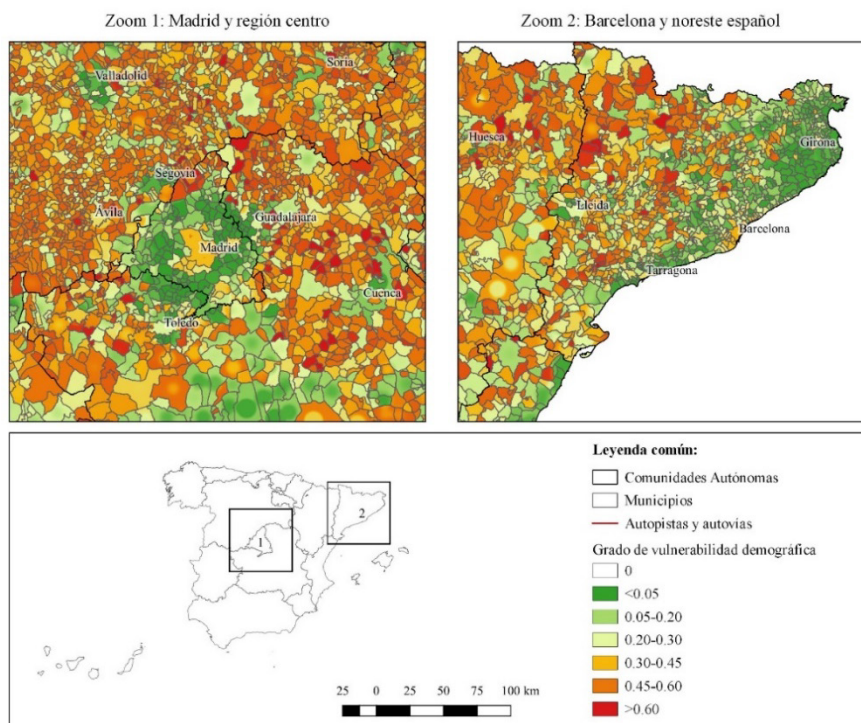 Zoom 1: Madrid y región centro
Zoom 2: Barcelona y noreste español
Valladolid
Soria
Segovia
Ávila
Guadalajara
Madrid
Cuenca
Toledo
Huesca
Girona
Lleida
Barcelona
Tarragona
1
2
25 0 25 50 75 100 km
Leyenda común:
Comunidades Autónomas
Municipios
Autopistas y autovías
Grado de vulnerabilidad demográfica
0
<0.05
0.05-0.20
0.20-0.30
0.30-0.45
0.45-0.60
>0.60